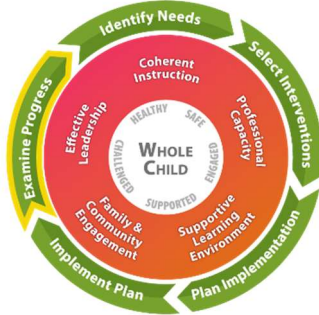 Identify Needs
Select Interventions
Plan Implementation
Implement Plan
Examine Progress
Coherent
Instruction
Professional
Capacity
Supportive
Learning
Environment
Family &
Community
Engagement
Effective
Leadership
HEALTHY
SAFE
ENGAGED
SUPPORTED
CHALLENGED
WHOLE
CHILD